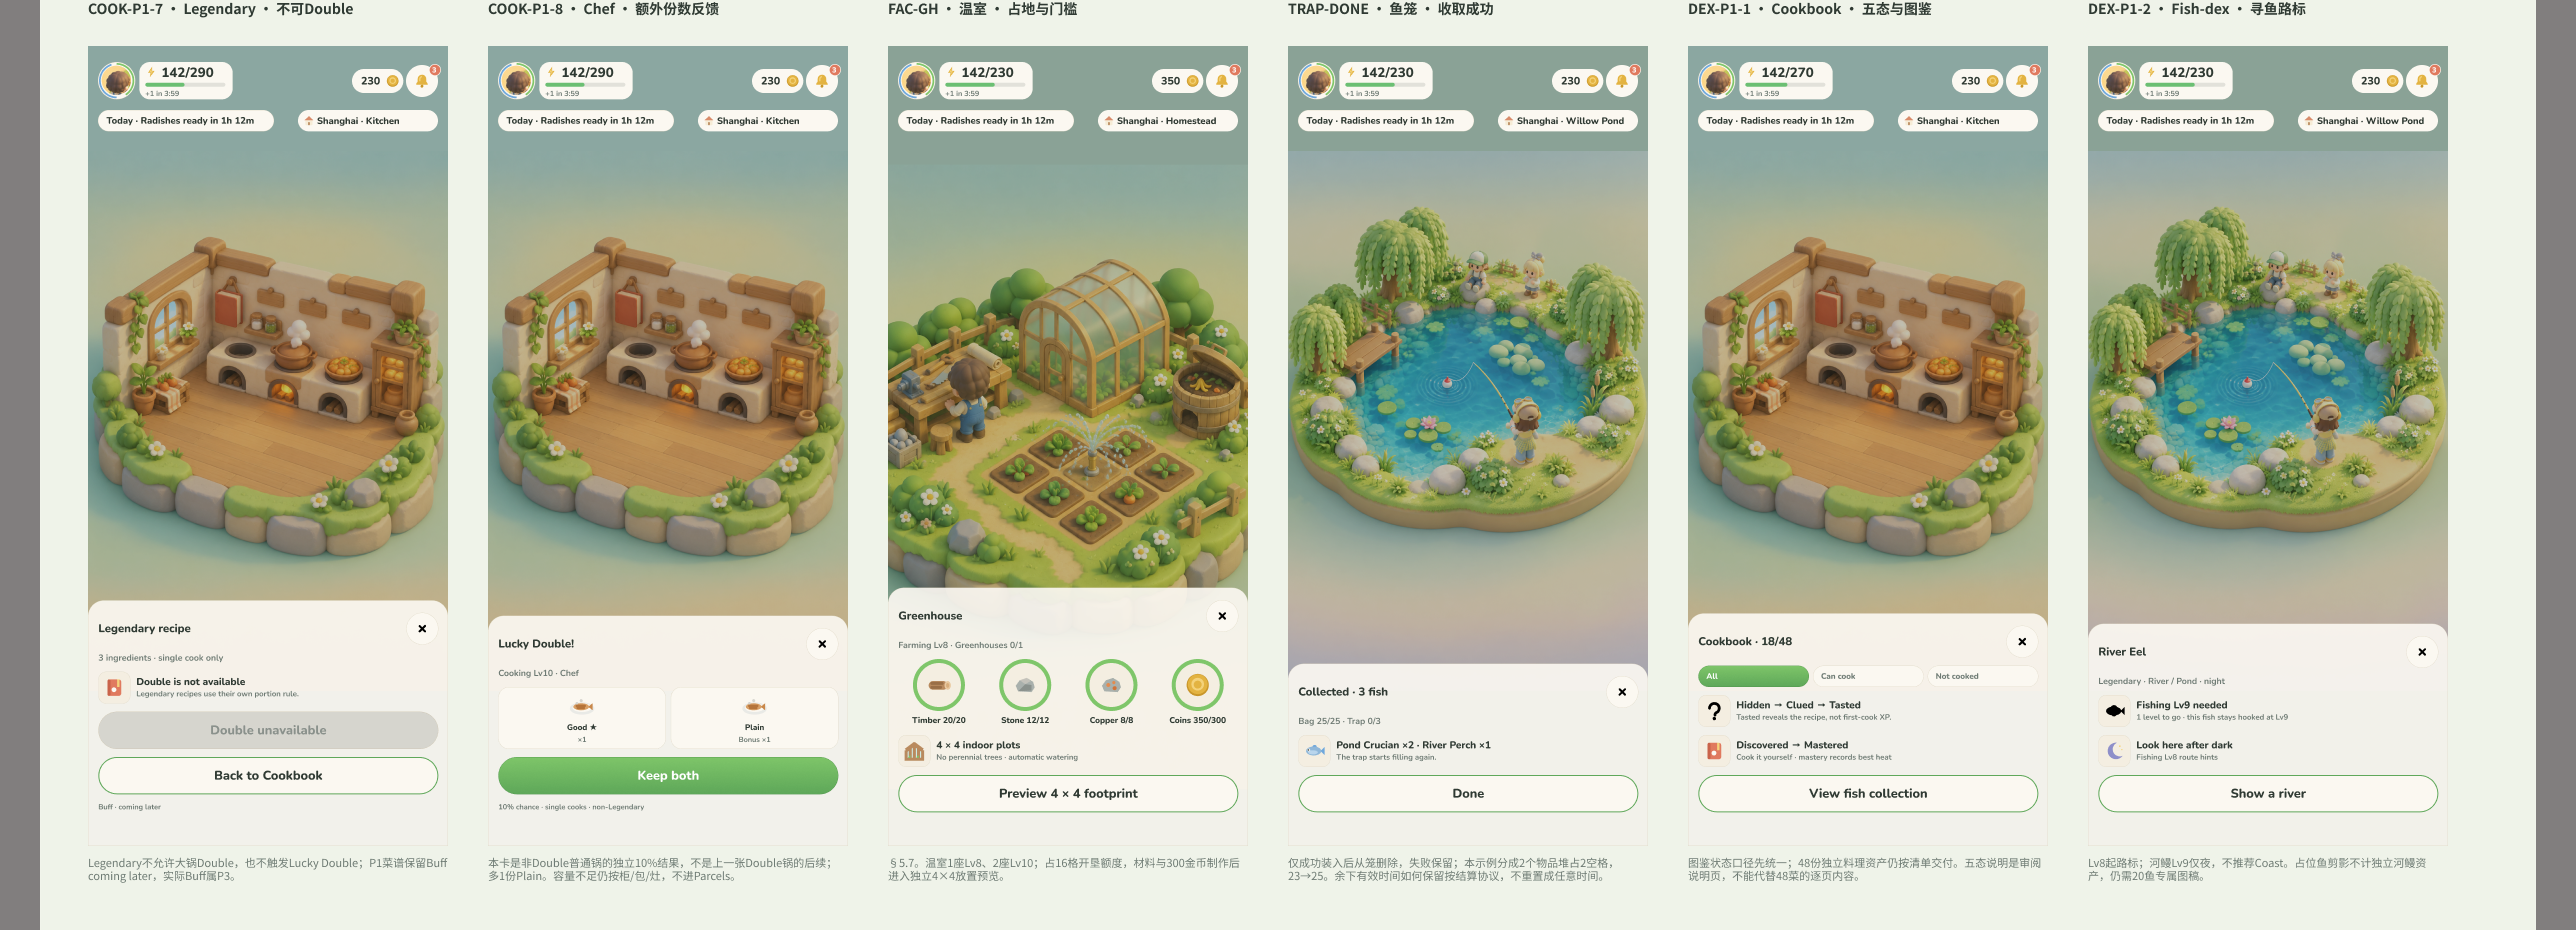 COOK-P1-7 • Legendary • 不可Double
142/290
+1 in 3:59
230
3
Today · Radishes ready in 1h 12m
Shanghai · Kitchen
Legendary recipe
3 ingredients · single cook only
Double is not available
Legendary recipes use their own portion rule.
Double unavailable
Back to Cookbook
Buff · coming later
Legendary不允许大锅Double，也不触发Lucky Double；P1菜谱保留Buff
coming later，实际Buff属P3。
COOK-P1-8 • Chef • 额外份数反馈
142/290
+1 in 3:59
230
3
Today · Radishes ready in 1h 12m
Shanghai · Kitchen
Lucky Double!
Cooking Lv10 · Chef
Good ★
×1
Plain
Bonus ×1
Keep both
10% chance · single cooks · non-Legendary
本卡是非Double普通锅的独立10%结果，不是上一张Double锅的后续；
多1份Plain。容量不足仍按柜/包/灶，不进Parcels。
FAC-GH • 温室 • 占地与门槛
142/230
+1 in 3:59
350
3
Today · Radishes ready in 1h 12m
Shanghai · Homestead
Greenhouse
Farming Lv8 · Greenhouses 0/1
Timber 20/20
Stone 12/12
Copper 8/8
Coins 350/300
4 × 4 indoor plots
No perennial trees · automatic watering
Preview 4 × 4 footprint
§5.7。温室1座Lv8、2座Lv10；占16格开垦额度，材料与300金币制作后
进入独立4×4放置预览。
TRAP-DONE • 鱼笼 • 收取成功
142/230
+1 in 3:59
230
3
Today · Radishes ready in 1h 12m
Shanghai · Willow Pond
Collected · 3 fish
Bag 25/25 · Trap 0/3
Pond Crucian ×2 · River Perch ×1
The trap starts filling again.
Done
仅成功装入后从笼删除，失败保留；本示例分成2个物品堆占2空格，
23→25。余下有效时间如何保留按结算协议，不重置成任意时间。
DEX-P1-1 • Cookbook • 五态与图鉴
142/270
+1 in 3:59
230
3
Today · Radishes ready in 1h 12m
Shanghai · Kitchen
Cookbook · 18/48
All
Can cook
Not cooked
Hidden → Clued → Tasted
Tasted reveals the recipe, not first-cook XP.
Discovered → Mastered
Cook it yourself · mastery records best heat
View fish collection
图鉴状态口径先统一；48份独立料理资产仍按清单交付。五态说明是审阅
说明页，不能代替48菜的逐页内容。
DEX-P1-2 • Fish-dex • 寻鱼路标
142/230
+1 in 3:59
230
3
Today · Radishes ready in 1h 12m
Shanghai · Willow Pond
River Eel
Legendary · River / Pond · night
Fishing Lv9 needed
1 level to go · this fish stays hooked at Lv9
Look here after dark
Fishing Lv8 route hints
Show a river
Lv8起路标；河鳗Lv9仅夜，不推荐Coast。占位鱼剪影不计独立河鳗资
产，仍需20鱼专属图稿。